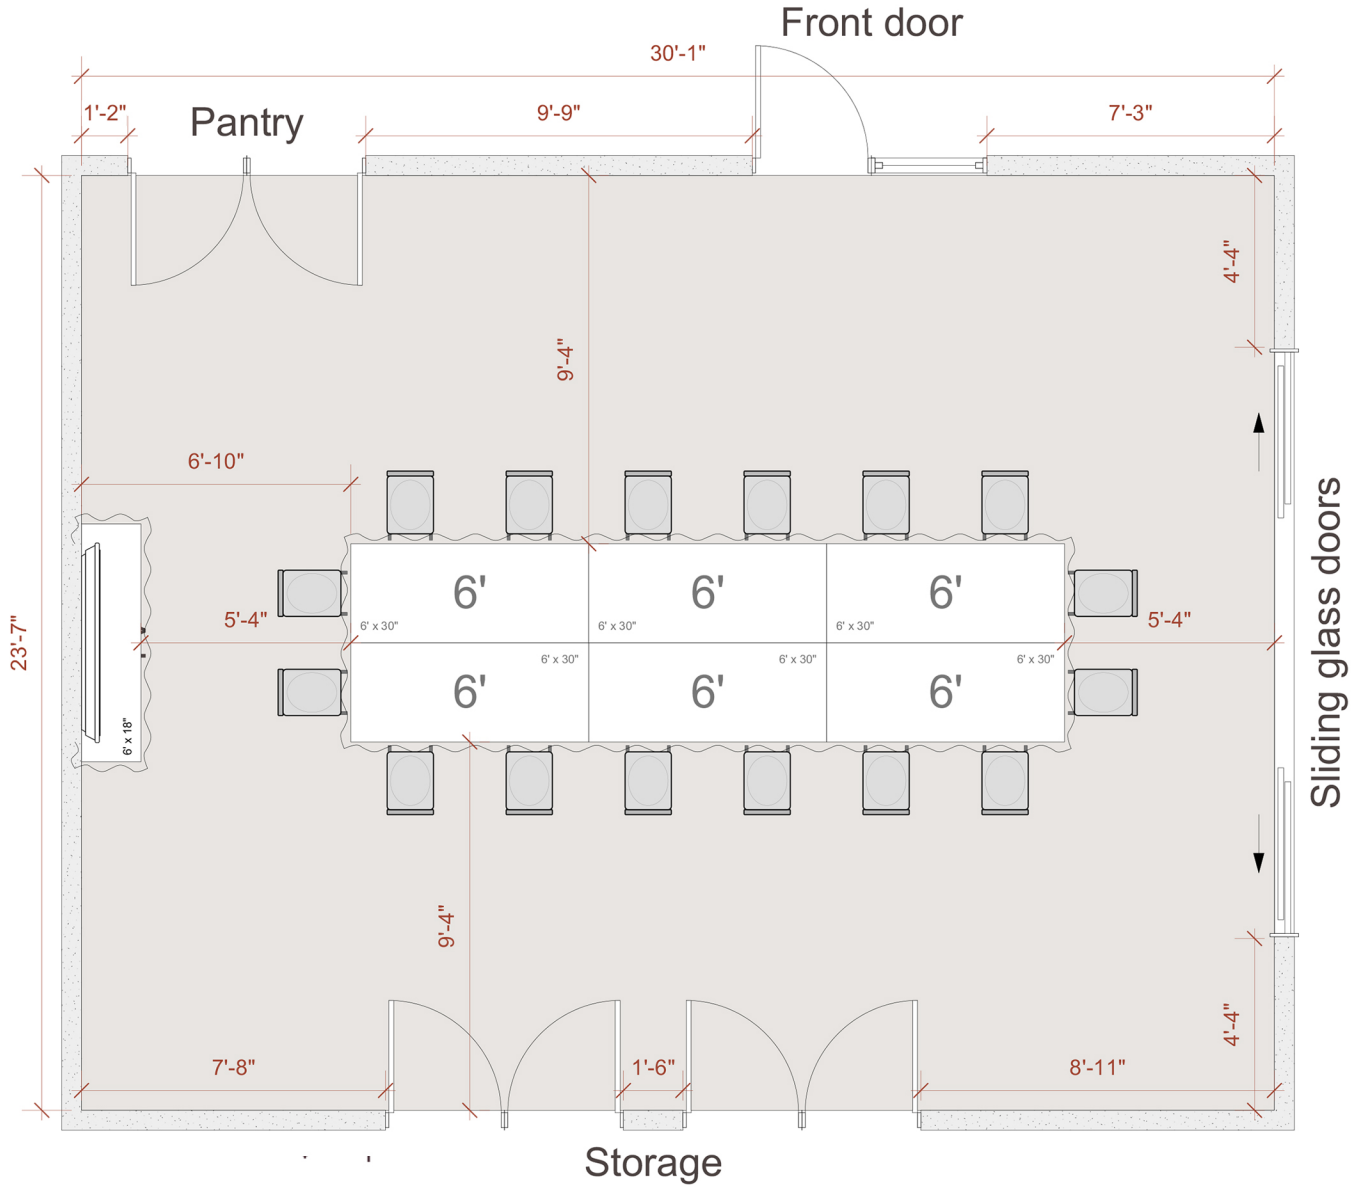 Front door
30'-1"
1'-2"
Pantry
9'-9"
7'-3"
4'-4"
9'-4"
6'-10"
6'
6'
6'
5'-4"
6' x 30"
6' x 30"
6' x 30"
5'-4"
23'-7"
6' x 30"
6' x 30"
6' x 30"
6'
6'
6'
6' x 18"
Sliding glass doors
9'-4"
4'-4"
7'-8"
1'-6"
8'-11"
Storage